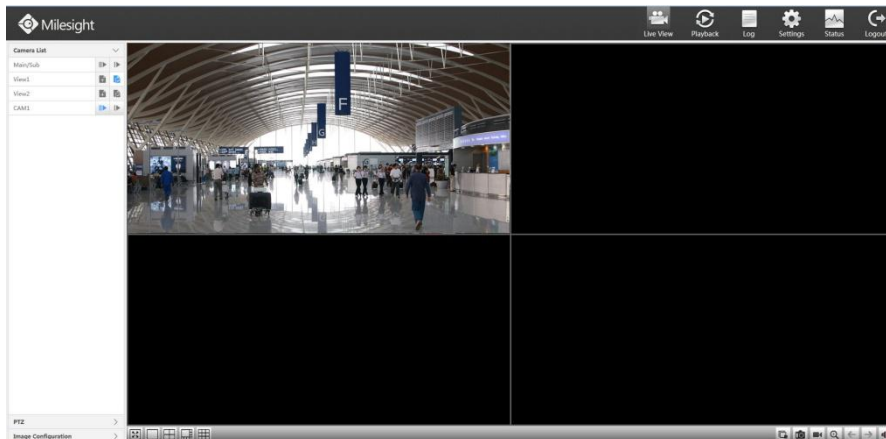 Milesight
Live View
Playback
Log
Settings
Status
Logout
Camera List
Main/Sub
View1
View2
CAM1
F
G
PTZ
Image Configuration